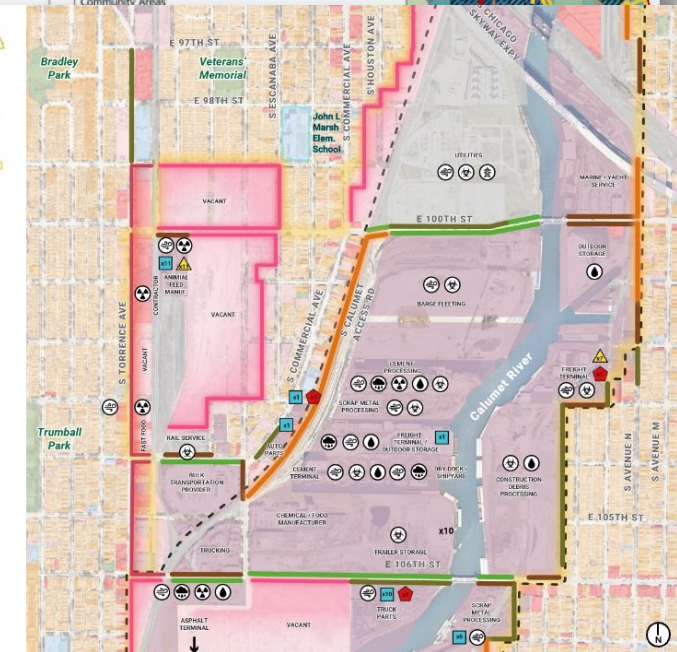 Community Areas
CHICAGO
SKYWAY EXPY
E 97TH ST
Bradley
Park
Veterans
Memorial
S ESCANABA AVE
S COMMERCIAL AVE
S HOUSTON AVE
E 98TH ST
John L
Marsh
Elem.
School
UTILITIES
MARINE - YACHT
SERVICE
VACANT
E 100TH ST
OUTDOOR
STORAGE
x11
ANIMIAL
FEED
MANUF.
CONTRACTOR
BARGE FLEETING
S TORRENCE AVE
VACANT
VACANT
S COMMERCIAL AVE
S CALUMET
ACCESS RD
Calumet River
CEMENT
PROCESSING
FREIGHT
TERMINAL
x1
SCRAP METAL
PROCESSING
Trumball
Park
FAST FOOD
RAIL SERVICE
x1
AUTO
PARTS
FREIGHT
TERMINAL /
OUTDOOR STORAGE
x1
S AVENUE N
S AVENUE M
BULK
TRANSPORTATION
PROVIDER
CEMENT
TERMINAL
DRY DOCK -
SHIPYARD
CONSTRUCTION
DEBRIS
PROCESSING
CHEMICAL / FOOD
MANUFACTURER
E 105TH ST
x10
TRUCKING
TRAILER STORAGE
E 106TH ST
x10
TRUCK
PARTS
ASPHALT
TERMINAL
VACANT
SCRAP
METAL
PROCESSING
x6
N